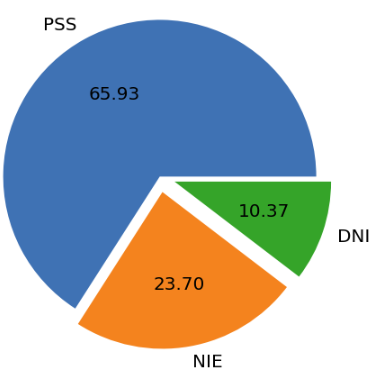 PSS
65.93
10.37
DNI
23.70
NIE